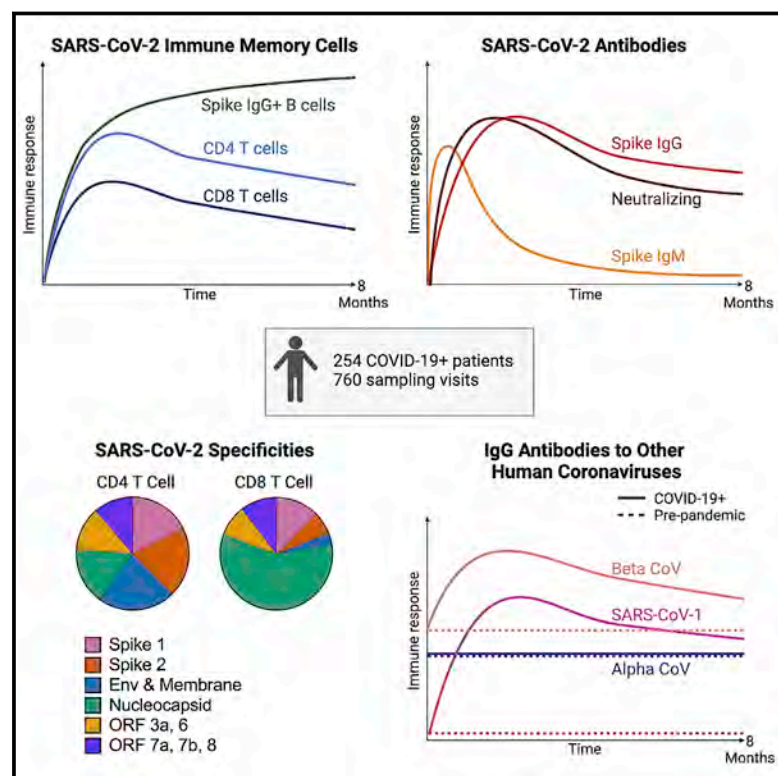 SARS-CoV-2 Immune Memory Cells
Immune response
Spike IgG+ B cells
CD4 T cells
CD8 T cells
Time
8
Months
SARS-CoV-2 Antibodies
Immune response
Spike IgG
Neutralizing
Spike IgM
Time
8
Months
254 COVID-19+ patients
760 sampling visits
SARS-CoV-2 Specificities
CD4 T Cell
CD8 T Cell
Spike 1
Spike 2
Env & Membrane
Nucleocapsid
ORF 3a, 6
ORF 7a, 7b, 8
IgG Antibodies to Other
Human Coronaviruses
COVID-19+
Pre-pandemic
Immune response
Beta CoV
SARS-CoV-1
Alpha CoV
Time
8
Months